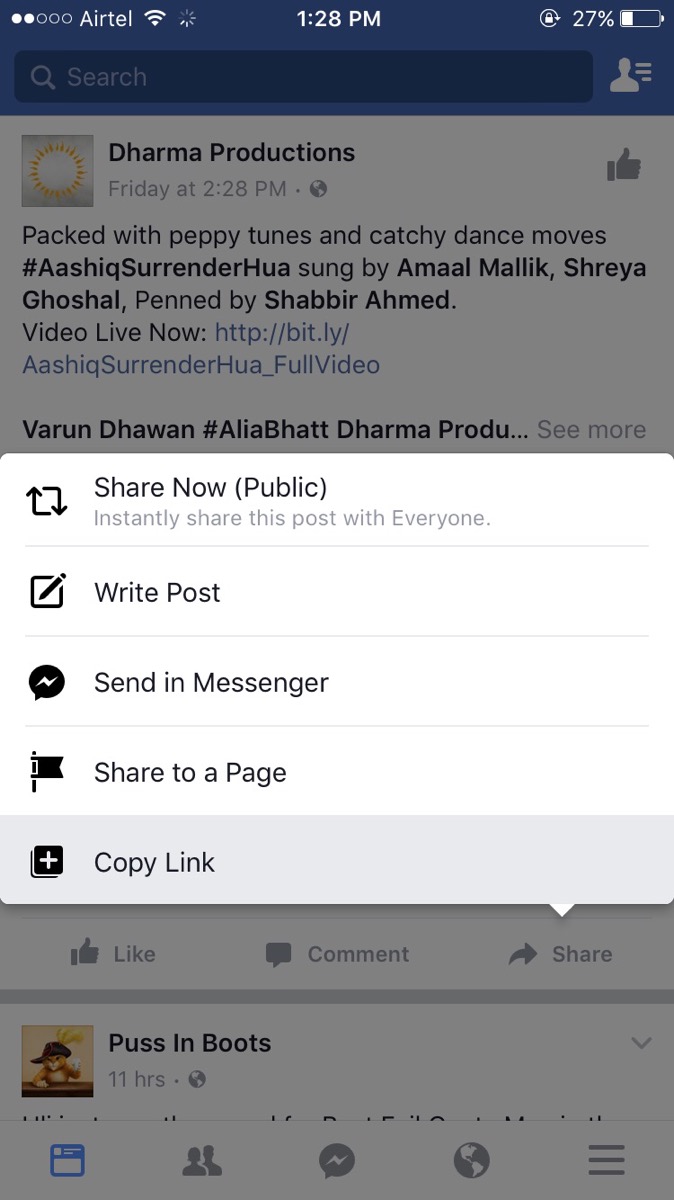 Airtel 1:28 PM 27%
Search
Dharma Productions
Friday at 2:28 PM ·
Packed with peppy tunes and catchy dance moves
#AashiqSurrenderHua sung by Amaal Mallik, Shreya
Ghoshal, Penned by Shabbir Ahmed.
Video Live Now: http://bit.ly/
AashiqSurrenderHua_FullVideo
Varun Dhawan #AliaBhatt Dharma Produ... See more
Share Now (Public)
Instantly share this post with Everyone.
Write Post
Send in Messenger
Share to a Page
Copy Link
Like Comment Share
Puss In Boots
11 hrs ·